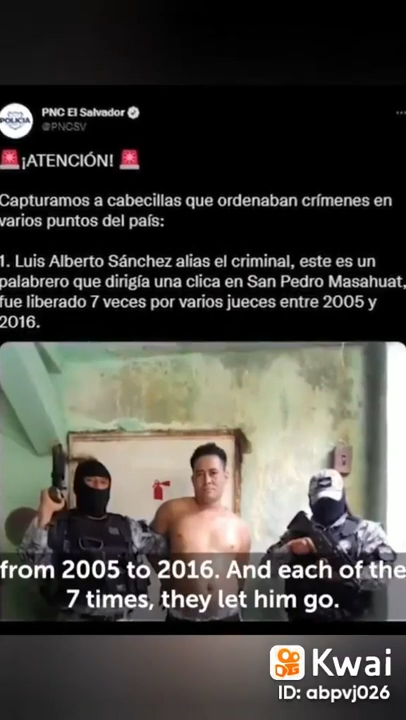 PNC El Salvador
POLICIA
@PNCSV
🚨¡ATENCIÓN! 🚨
Capturamos a cabecillas que ordenaban crímenes en
varios puntos del país:
1. Luis Alberto Sánchez alias el criminal, este es un
palabrero que dirigía una clica en San Pedro Masahuat,
fue liberado 7 veces por varios jueces entre 2005 y
2016.
from 2005 to 2016. And each of the
7 times, they let him go.
Kwai
ID: abpvj026